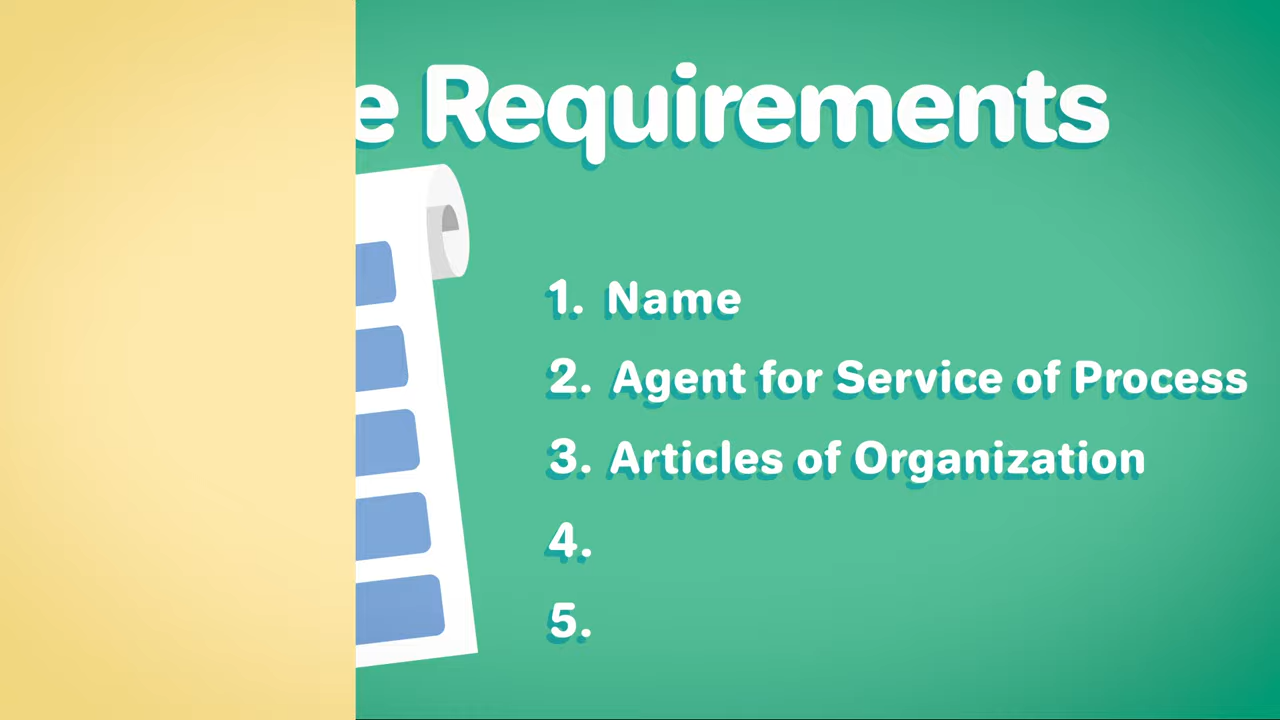 e Requirements
1. Name
2. Agent for Service of Process
3. Articles of Organization
4.
5.